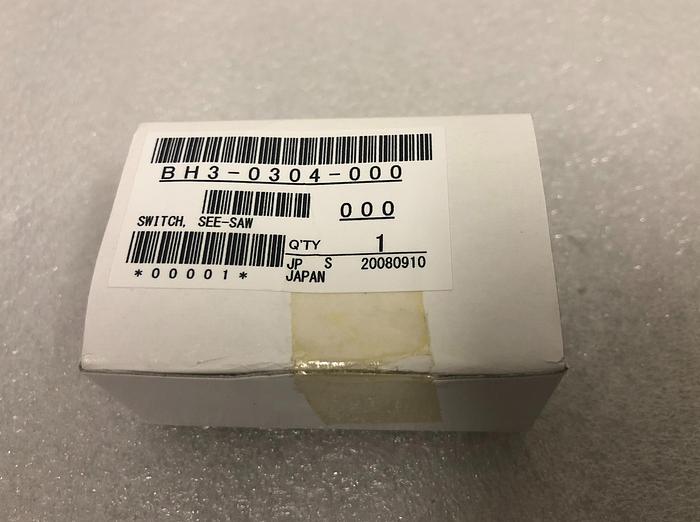 BH3-0304-000
000
SWITCH, SEE-SAW
Q'TY 1
*00001*
JP S 20080910
JAPAN